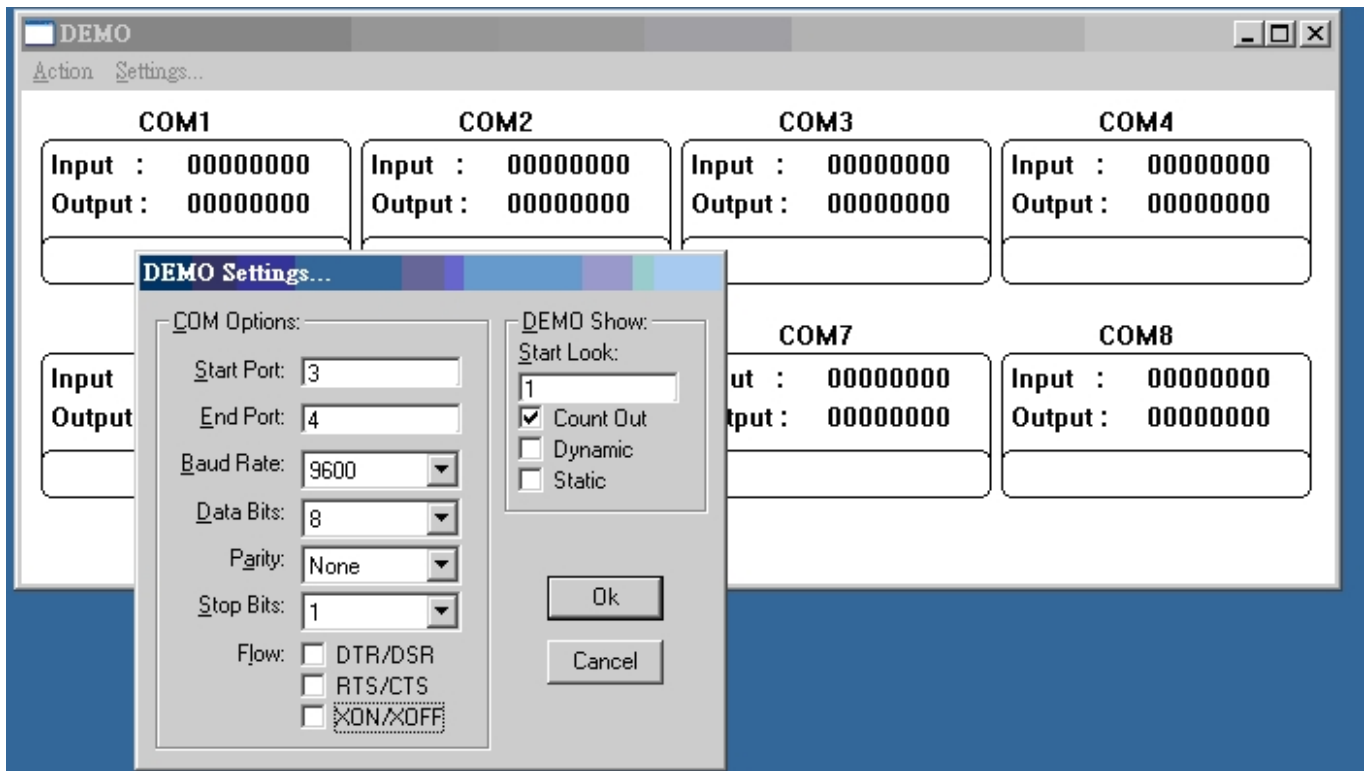 DEMO
Action Settings...
COM1 COM2 COM3 COM4
Input : 00000000 Input : 00000000 Input : 00000000 Input : 00000000
Output : 00000000 Output : 00000000 Output : 00000000 Output : 00000000
COM7 COM8
Input ut : 00000000 Input : 00000000
Output tput : 00000000 Output : 00000000
DEMO Settings...
COM Options:
Start Port: 3
End Port: 4
Baud Rate: 9600
Data Bits: 8
Parity: None
Stop Bits: 1
Flow: DTR/DSR
RTS/CTS
XON/XOFF
DEMO Show:
Start Look:
1
Count Out
Dynamic
Static
Ok
Cancel